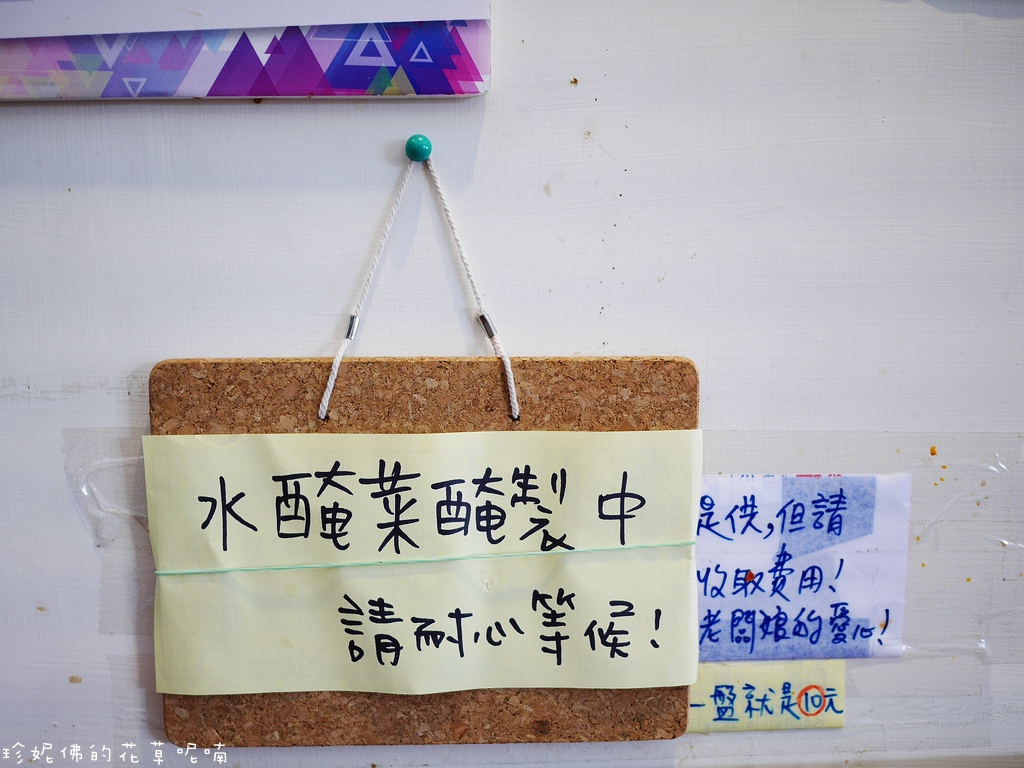 水醃菜醃製中
請耐心等候!
是供,但請
收取費用!
老闆娘的愛心!
一盤就是10元
珍妮佛的花草呢喃